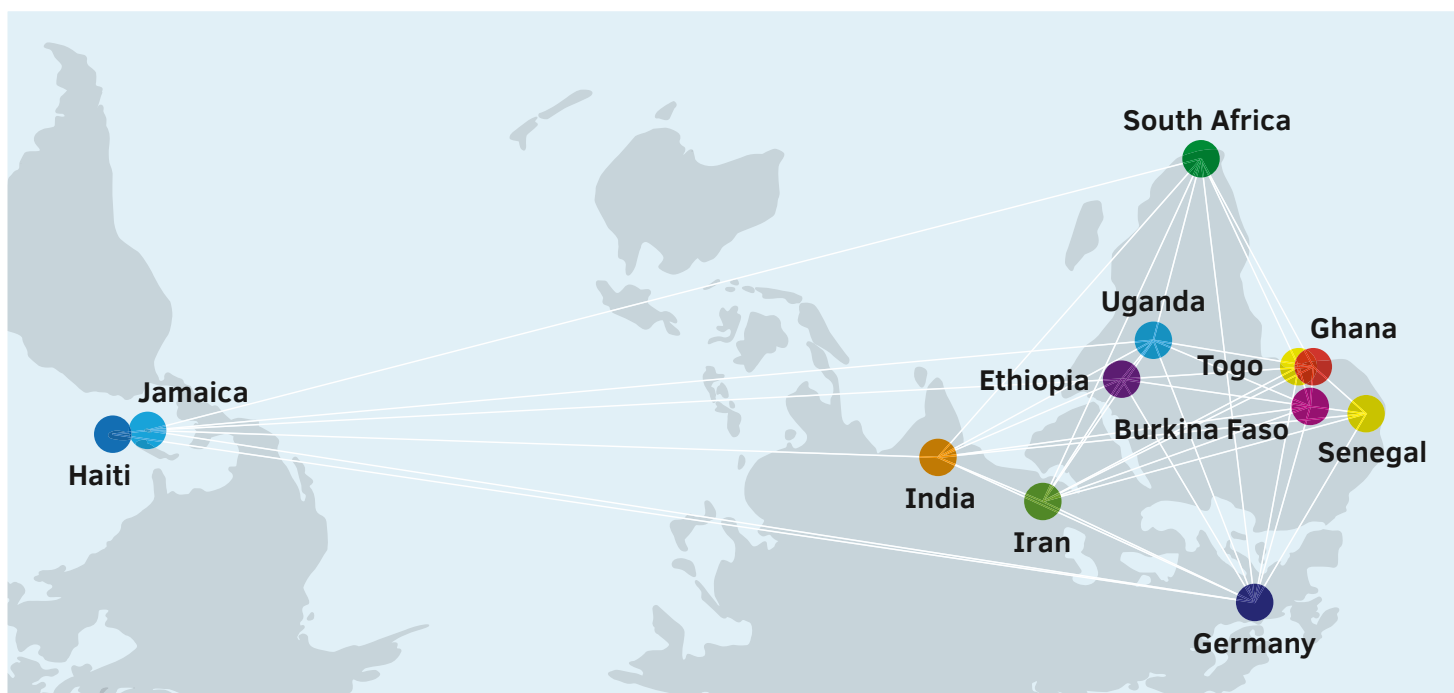 South Africa
Uganda
Ghana
Togo
Ethiopia
Jamaica
Burkina Faso
Senegal
Haiti
India
Iran
Germany